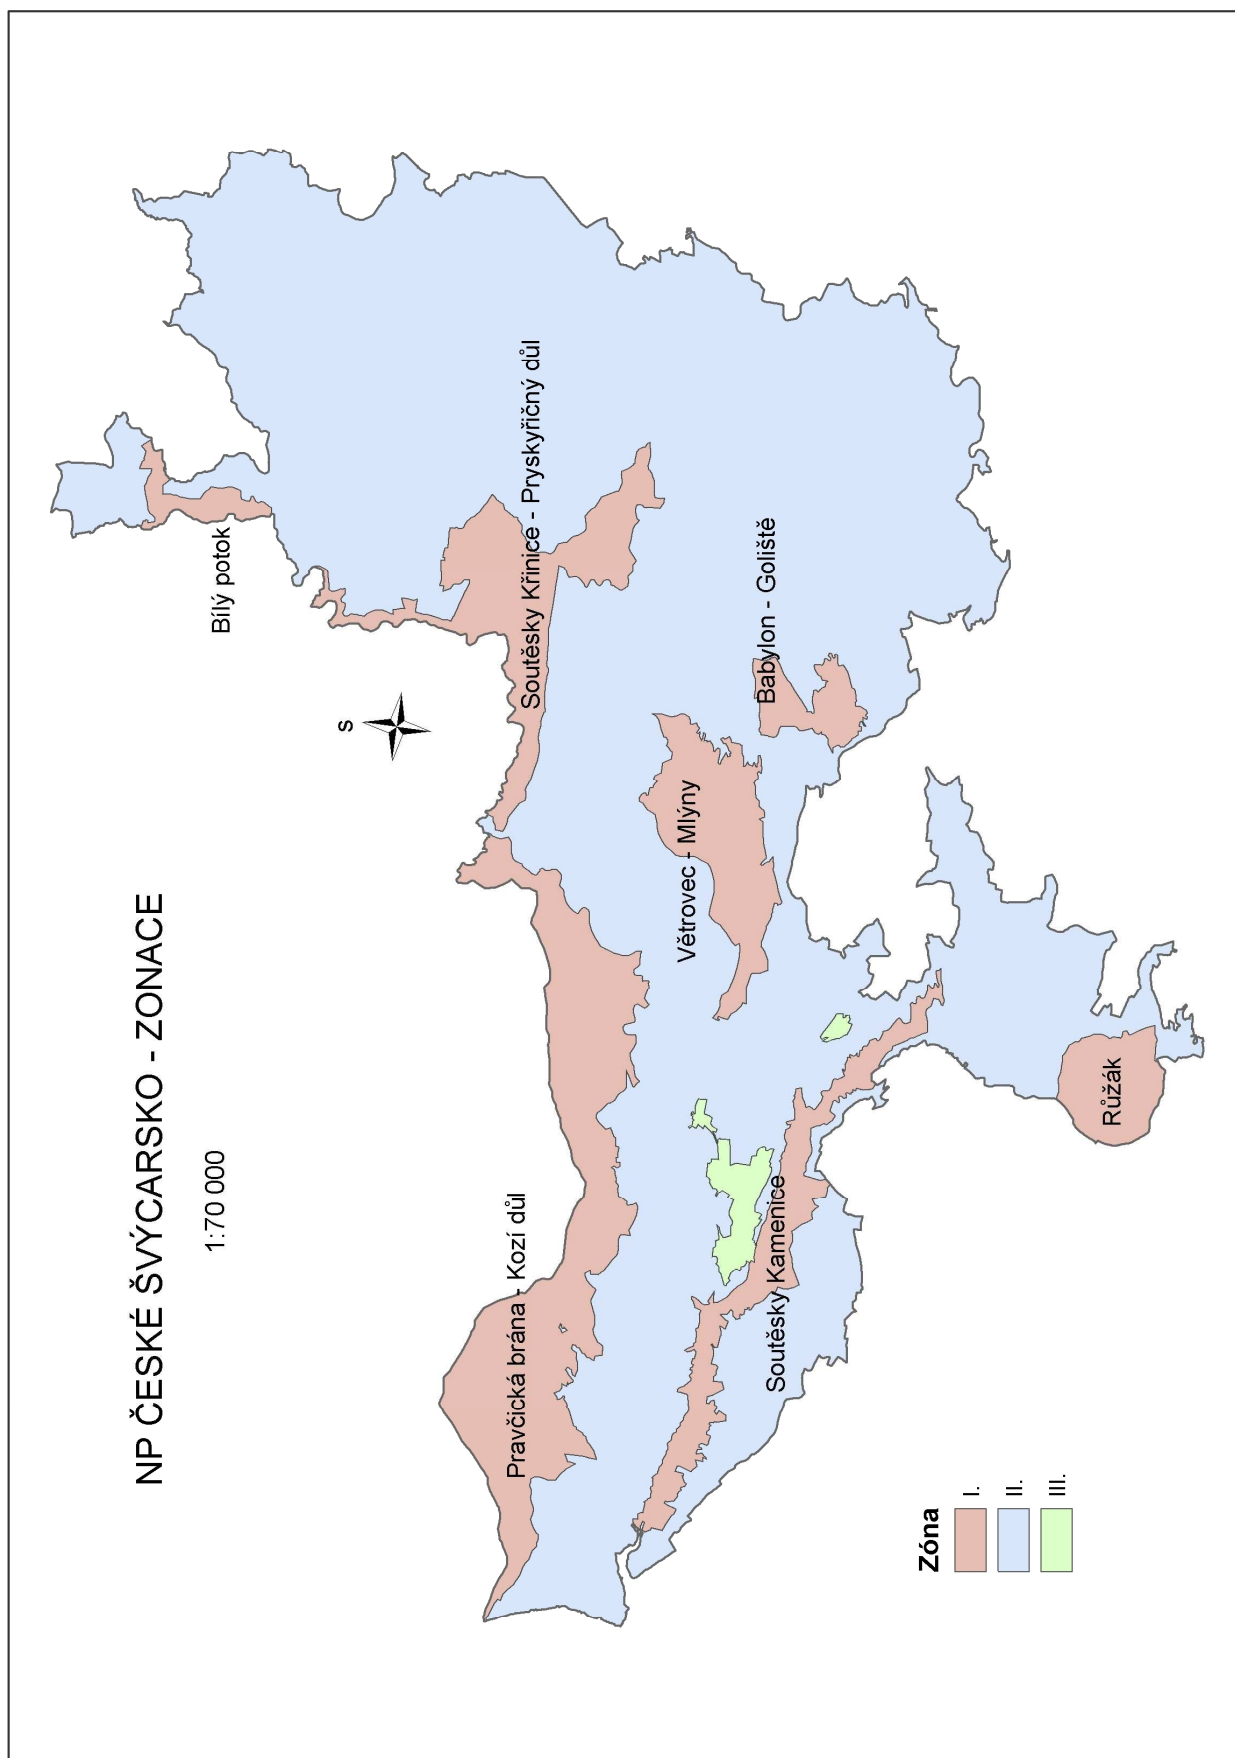 NP ČESKÉ ŠVÝCARSKO - ZONACE
1:70 000
S
Bílý potok
Soutěsky Křinice - Pryskyřičný důl
Pravčická brána - Kozí důl
Větrovec - Mlýny
Babylon - Goliště
Soutěsky Kamenice
Růžák
Zóna
I.
II.
III.